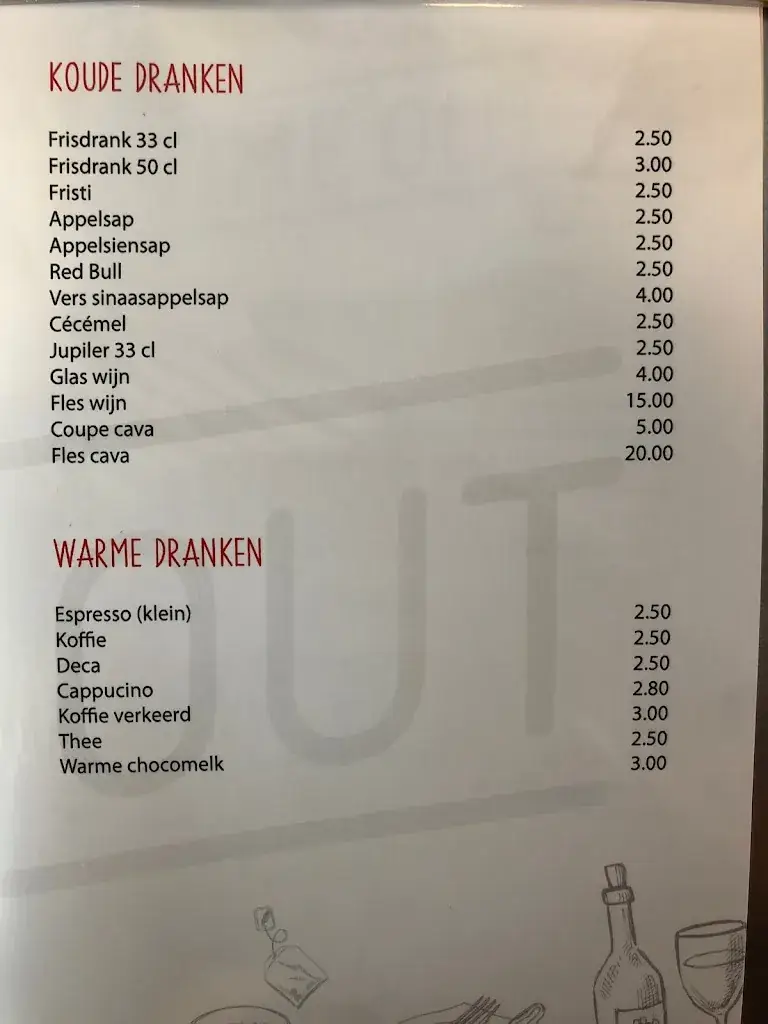 KOUDE DRANKEN
Frisdrank 33 cl 2.50
Frisdrank 50 cl 3.00
Fristi 2.50
Appelsap 2.50
Appelsiensap 2.50
Red Bull 2.50
Vers sinaasappelsap 4.00
Cécémel 2.50
Jupiler 33 cl 2.50
Glas wijn 4.00
Fles wijn 15.00
Coupe cava 5.00
Fles cava 20.00
OUT
WARME DRANKEN
Espresso (klein) 2.50
Koffie 2.50
Deca 2.50
Cappucino 2.80
Koffie verkeerd 3.00
Thee 2.50
Warme chocomelk 3.00